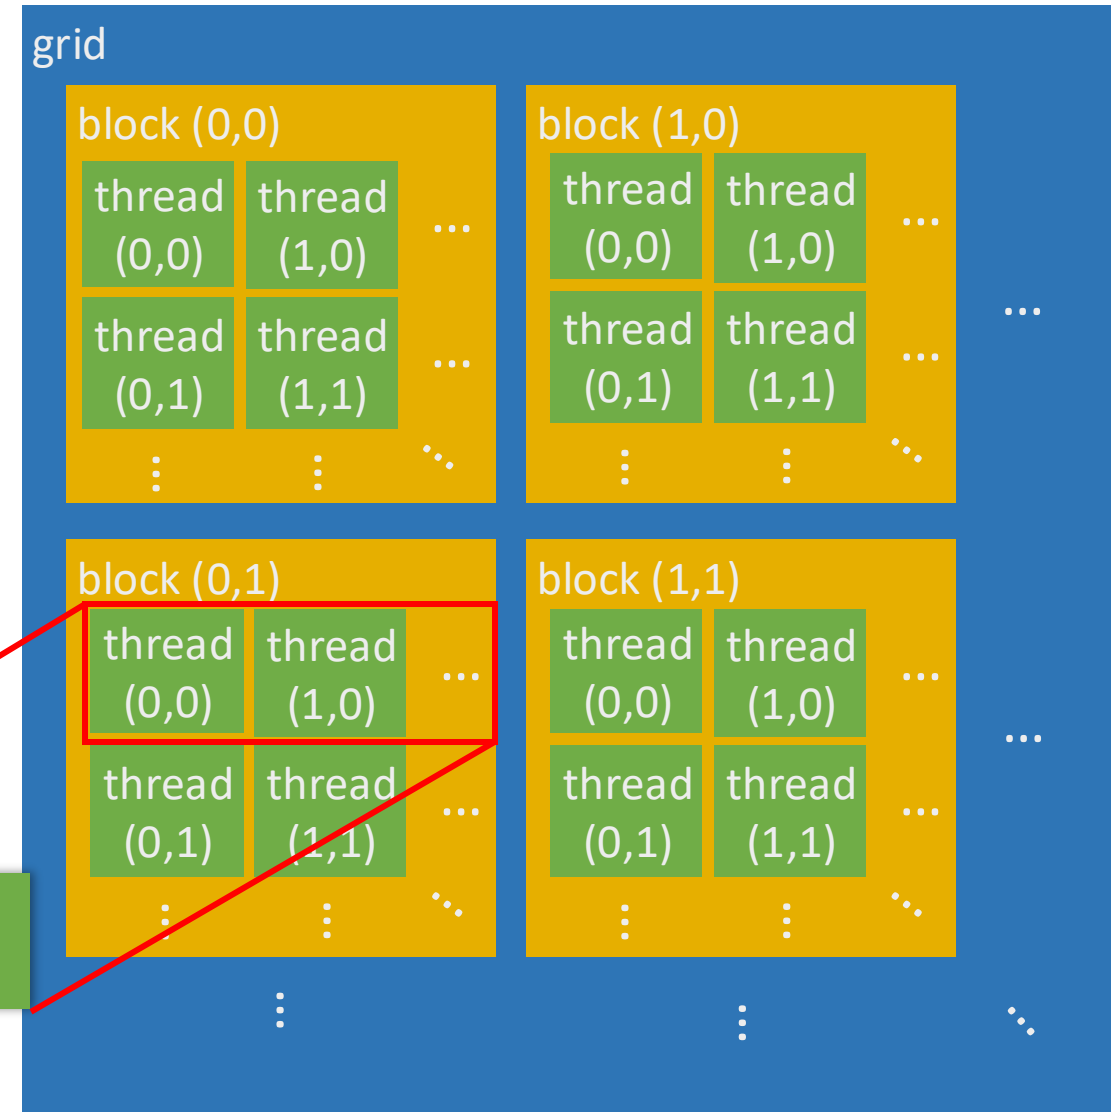 grid
block (0,0)
thread
(0,0)
thread
(1,0)
...
thread
(0,1)
thread
(1,1)
...
...
...
...
block (1,0)
thread
(0,0)
thread
(1,0)
...
thread
(0,1)
thread
(1,1)
...
...
...
...
...
block (0,1)
thread
(0,0)
thread
(1,0)
...
thread
(0,1)
thread
(1,1)
...
...
...
...
block (1,1)
thread
(0,0)
thread
(1,0)
...
thread
(0,1)
thread
(1,1)
...
...
...
...
...
...
...
...